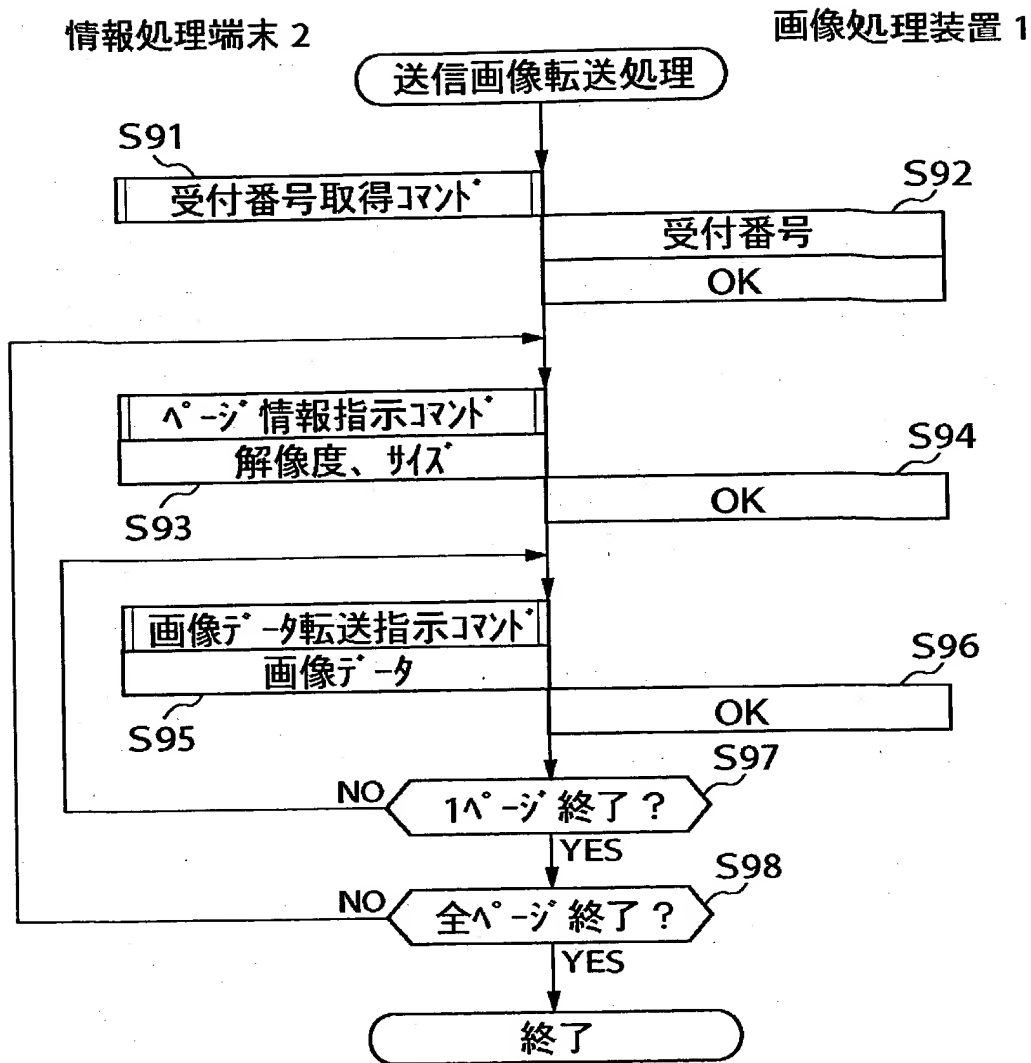 情報処理端末 2
画像処理装置 1
送信画像転送処理
S91
受付番号取得ｺﾏﾝﾄﾞ
S92
受付番号
OK
ﾍﾟｰｼﾞ情報指示ｺﾏﾝﾄﾞ
解像度、ｻｲｽﾞ
S93
S94
OK
画像ﾃﾞｰﾀ転送指示ｺﾏﾝﾄﾞ
画像ﾃﾞｰﾀ
S95
S96
OK
S97
NO
1ﾍﾟｰｼﾞ終了？
YES
S98
NO
全ﾍﾟｰｼﾞ終了？
YES
終了